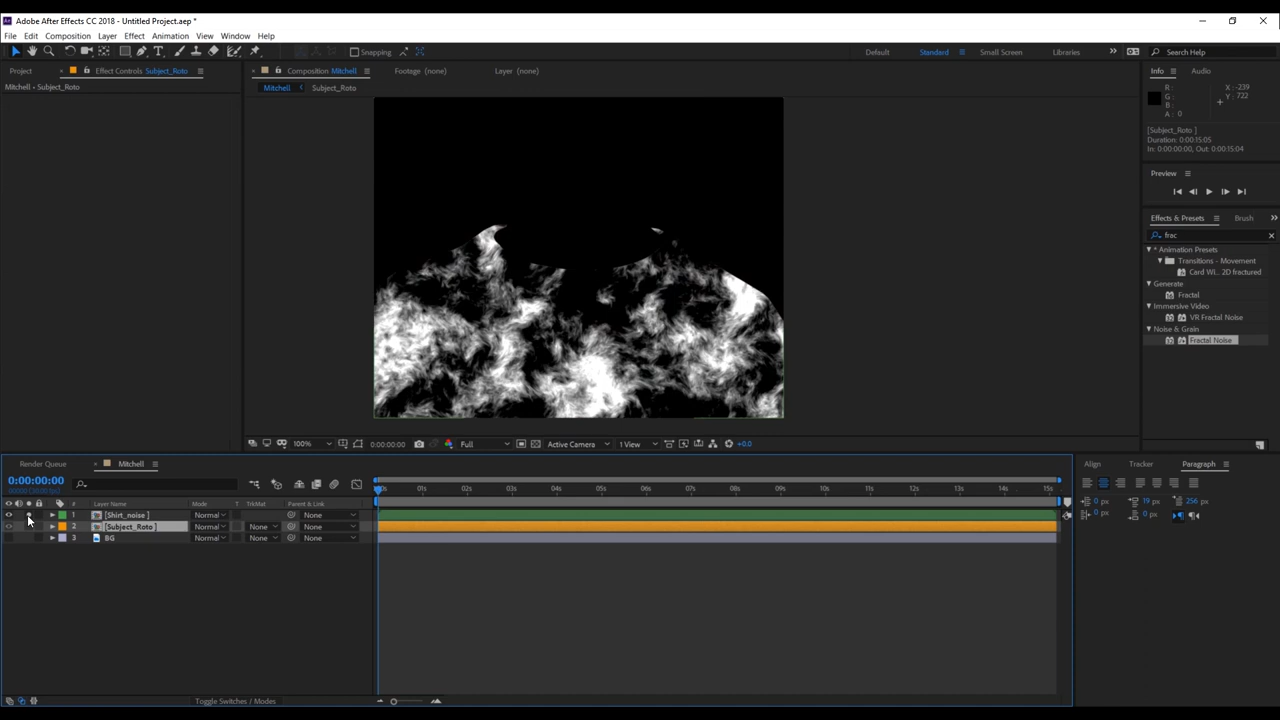 Adobe After Effects CC 2018 - Untitled Project.aep *
File Edit Composition Layer Effect Animation View Window Help
Snapping
Default Standard Small Screen Libraries Search Help
Project Effect Controls Subject_Roto Composition Mitchell Footage (none) Layer (none) Info Audio
Mitchell • Subject_Roto Mitchell Subject_Roto
R : X : -239
G : Y : 722
B :
A : 0
[Subject_Roto ]
Duration: 0:00:15:05
In: 0:00:00:00, Out: 0:00:15:04
Preview
Effects & Presets Brush
frac
* Animation Presets
Transitions - Movement
Card Wi... 2D fractured
Generate
Fractal
Immersive Video
VR Fractal Noise
Noise & Grain
Fractal Noise
100% 0:00:00:00 Full Active Camera 1 View +0.0
Render Queue Mitchell Align Tracker Paragraph
0:00:00:00
# Layer Name Mode T TrkMat Parent & Link
01s 02s 03s 04s 05s 06s 07s 08s 09s 10s 11s 12s 13s 14s 15s
0 px 19 px 256 px
0 px 0 px
1 [Shirt_noise ] Normal None
2 [Subject_Roto ] Normal None None
3 BG Normal None None
Toggle Switches / Modes